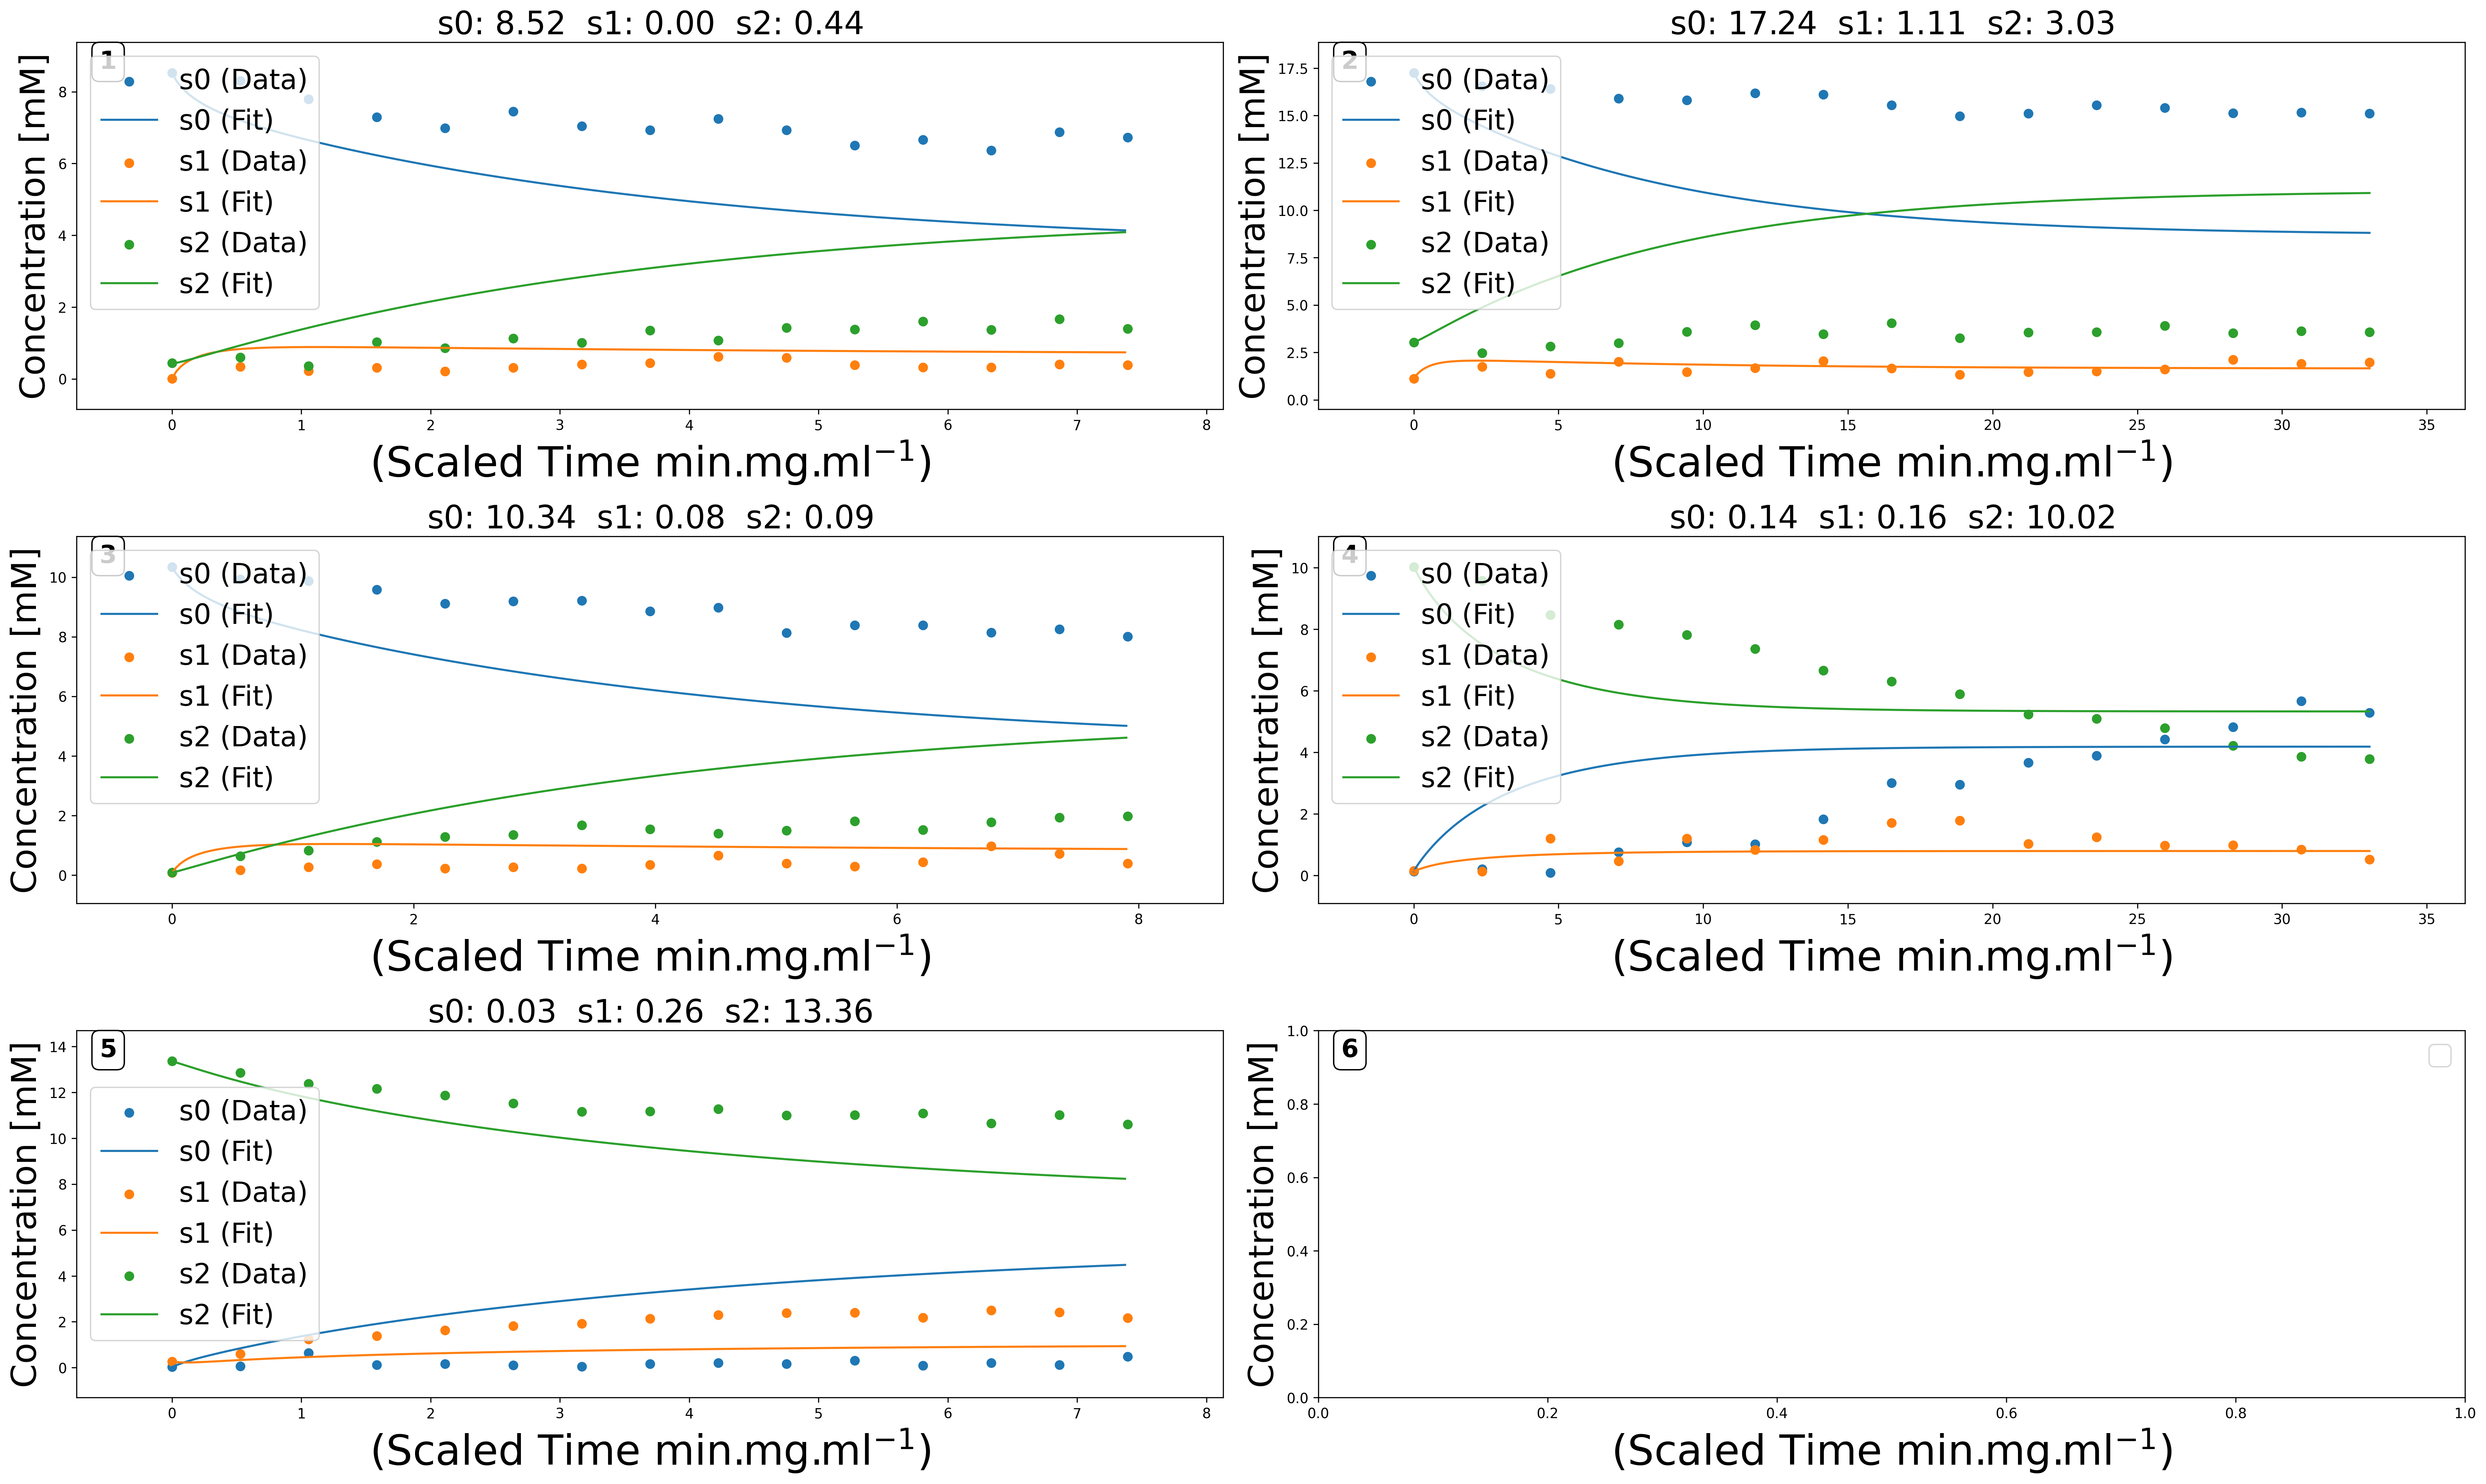 s0: 8.52 s1: 0.00 s2: 0.44
1
s0 (Data)
s0 (Fit)
s1 (Data)
s1 (Fit)
s2 (Data)
s2 (Fit)
Concentration [mM]
8
6
4
2
0
0 1 2 3 4 5 6 7 8
(Scaled Time min.mg.ml⁻¹)
s0: 17.24 s1: 1.11 s2: 3.03
2
s0 (Data)
s0 (Fit)
s1 (Data)
s1 (Fit)
s2 (Data)
s2 (Fit)
Concentration [mM]
17.5
15.0
12.5
10.0
7.5
5.0
2.5
0.0
0 5 10 15 20 25 30 35
(Scaled Time min.mg.ml⁻¹)
s0: 10.34 s1: 0.08 s2: 0.09
3
s0 (Data)
s0 (Fit)
s1 (Data)
s1 (Fit)
s2 (Data)
s2 (Fit)
Concentration [mM]
10
8
6
4
2
0
0 2 4 6 8
(Scaled Time min.mg.ml⁻¹)
s0: 0.14 s1: 0.16 s2: 10.02
4
s0 (Data)
s0 (Fit)
s1 (Data)
s1 (Fit)
s2 (Data)
s2 (Fit)
Concentration [mM]
10
8
6
4
2
0
0 5 10 15 20 25 30 35
(Scaled Time min.mg.ml⁻¹)
s0: 0.03 s1: 0.26 s2: 13.36
5
s0 (Data)
s0 (Fit)
s1 (Data)
s1 (Fit)
s2 (Data)
s2 (Fit)
Concentration [mM]
14
12
10
8
6
4
2
0
0 1 2 3 4 5 6 7 8
(Scaled Time min.mg.ml⁻¹)
6
Concentration [mM]
1.0
0.8
0.6
0.4
0.2
0.0
0.0 0.2 0.4 0.6 0.8 1.0
(Scaled Time min.mg.ml⁻¹)